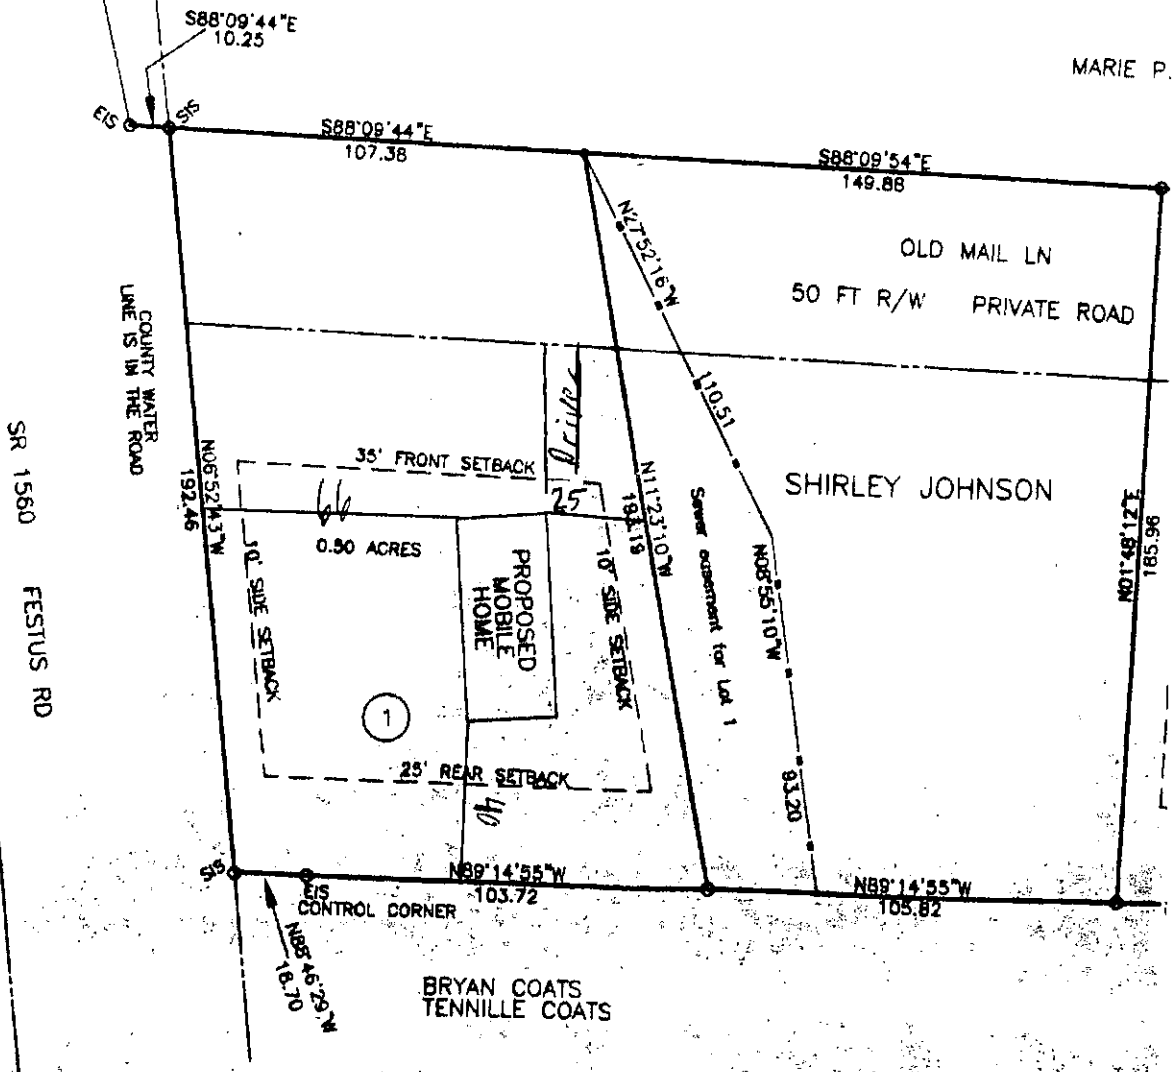 S88°09'44"E
10.25
MARIE P.
EIS
SIS
S88°09'44"E
107.38
S88°09'54"E
149.88
N27°52'16"W
OLD MAIL LN
50 FT R/W PRIVATE ROAD
COUNTY WATER
LINE IS IN THE ROAD
Drive
110.51
SR 1560 FESTUS RD
N06°52'43"W
192.46
35' FRONT SETBACK
66
25
N11°23'10"W
183.19
SHIRLEY JOHNSON
Sewer easement for Lot 1
0.50 ACRES
10' SIDE SETBACK
PROPOSED
MOBILE
HOME
10' SIDE SETBACK
N08°55'10"W
93.20
N01°48'12"E
185.96
1
25' REAR SETBACK
40
SIS
EIS
CONTROL CORNER
N89°14'55"W
103.72
N89°14'55"W
105.82
N88°46'29"W
18.70
BRYAN COATS
TENNILLE COATS